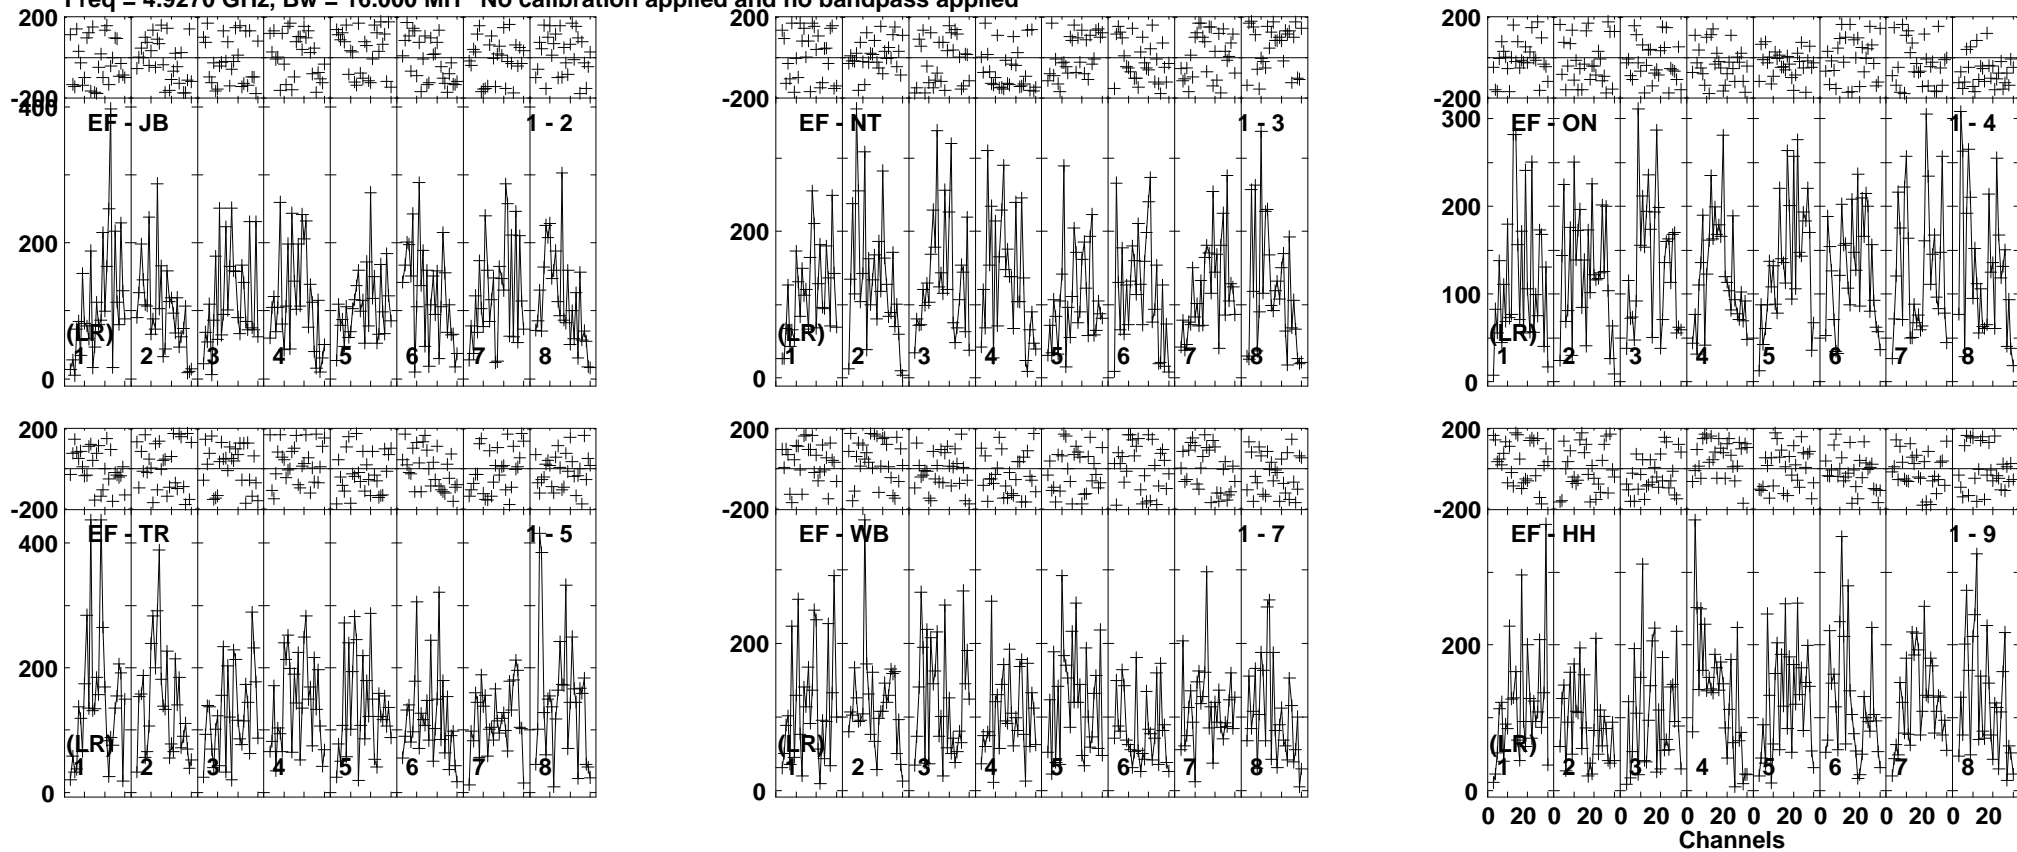 Freq = 4.9270 GHz, Bw = 16.000 MH No calibration applied and no bandpass applied
200 200 200
-200 -200 -200
400 300
EF - JB 1 - 2 EF - NT 1 - 3 EF - ON 1 - 4
200 200 200
100
(LR) (LR) (LR)
1 2 3 4 5 6 7 8 1 2 3 4 5 6 7 8 1 2 3 4 5 6 7 8
0 0 0
200 200 200
-200 -200 -200
EF - TR 1 - 5 EF - WB 1 - 7 EF - HH 1 - 9
400
200 200 200
(LR) (LR) (LR)
1 2 3 4 5 6 7 8 1 2 3 4 5 6 7 8 1 2 3 4 5 6 7 8
0 0 0
0 20 0 20 0 20 0 20 0 20 0 20 0 20 0 20
Channels